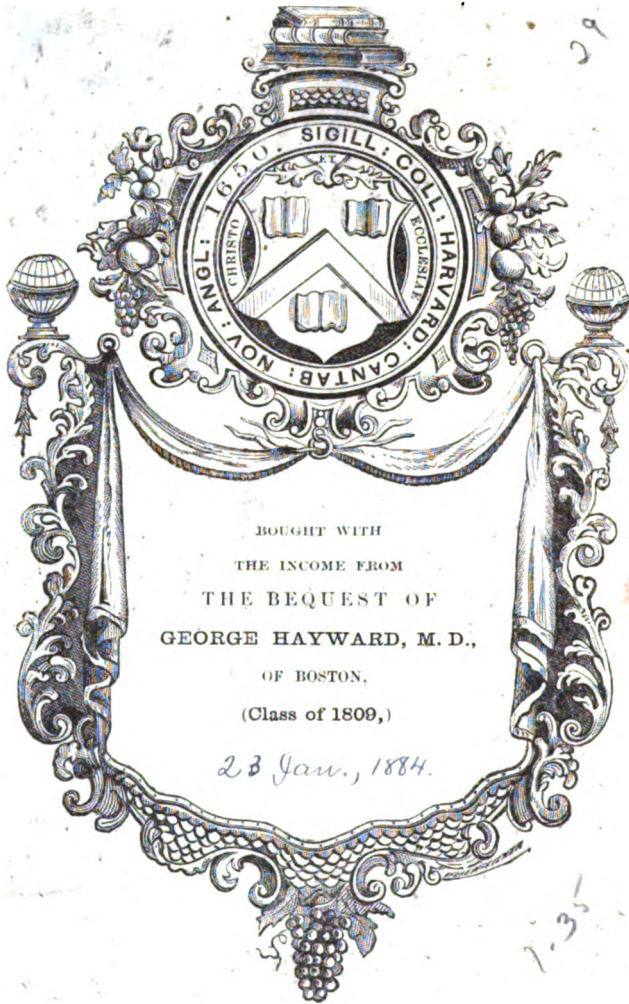 29
SIGILL: COLL: HARVARD: CANTAB: NOV: ANGL: 1650
ET
CHRISTO
ECCLESIAE
BOUGHT WITH
THE INCOME FROM
THE BEQUEST OF
GEORGE HAYWARD, M. D.,
OF BOSTON,
(Class of 1809,)
23 Jan., 1884.